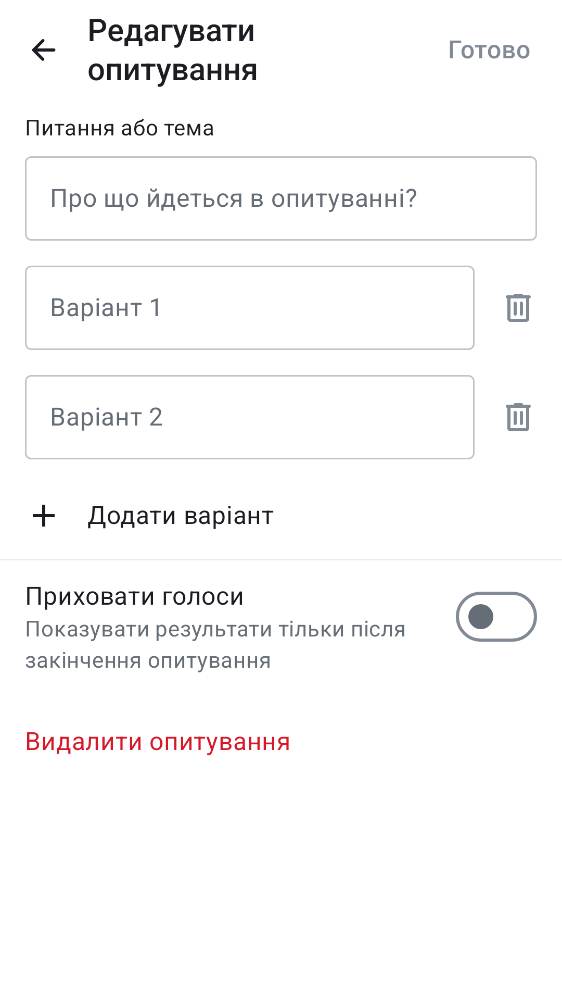 Редагувати
опитування
Готово
Питання або тема
Про що йдеться в опитуванні?
Варіант 1
Варіант 2
Додати варіант
Приховати голоси
Показувати результати тільки після
закінчення опитування
Видалити опитування